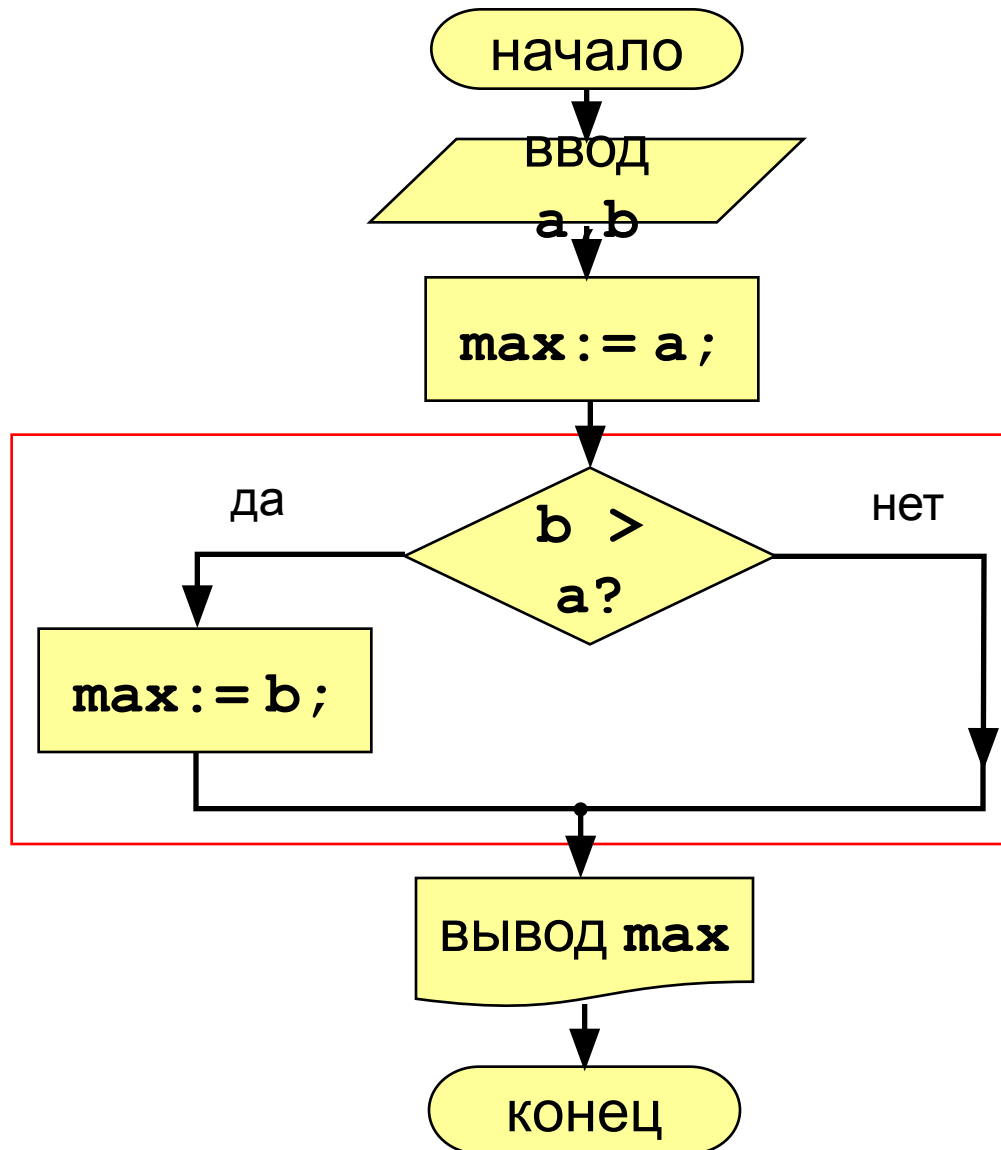 начало
ввод
a,b
max:= a;
да
нет
b >
a?
max:= b;
вывод max
конец